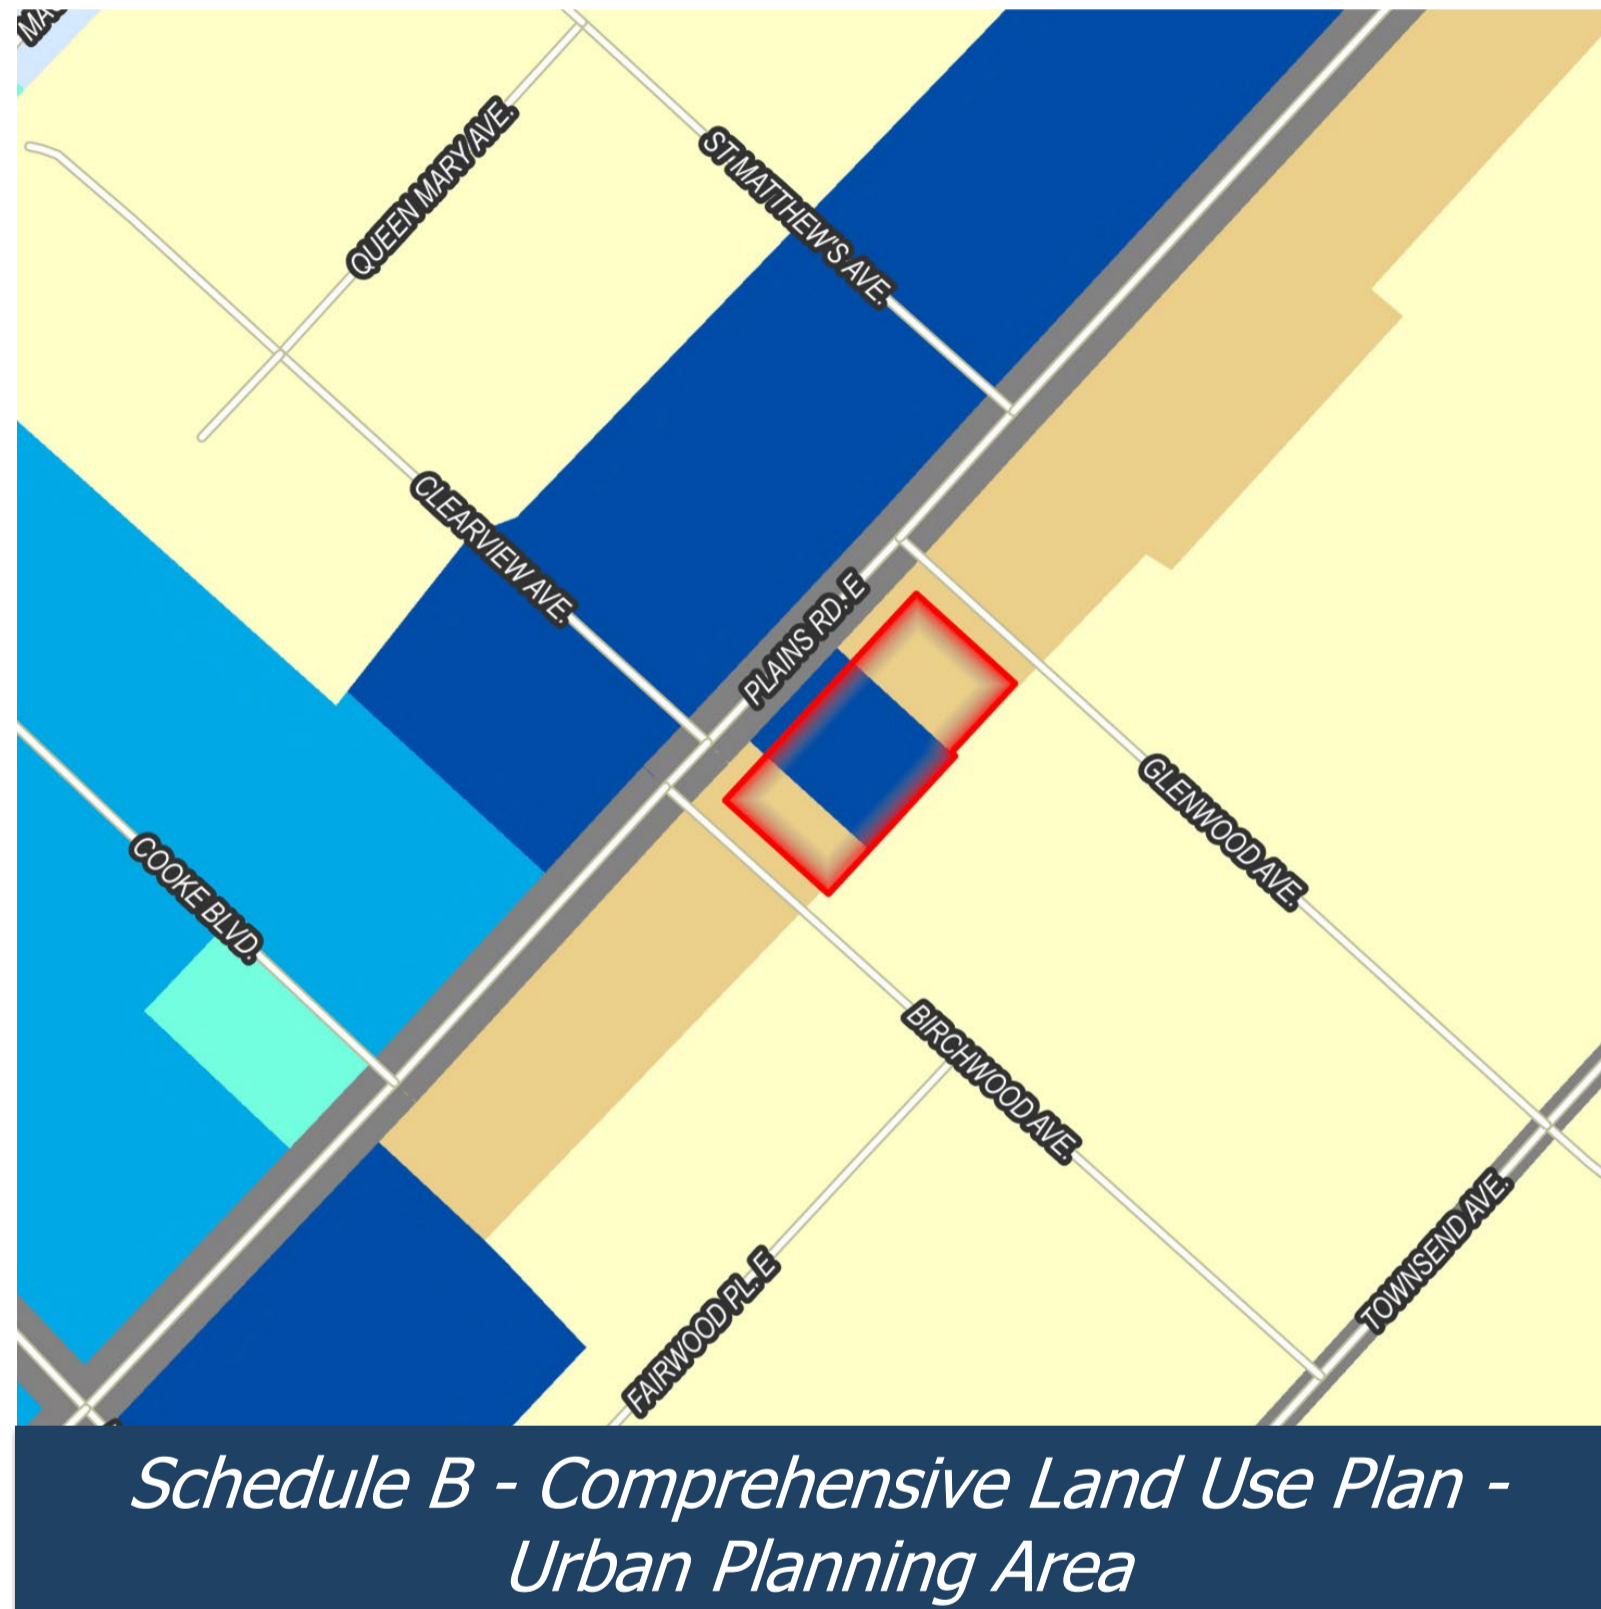 QUEEN MARY AVE.
ST MATTHEW'S AVE.
CLEARVIEW AVE.
PLAINS RD. E
COOKE BLVD.
GLENWOOD AVE.
BIRCHWOOD AVE.
TOWNSEND AVE.
FAIRWOOD PL. E
Schedule B - Comprehensive Land Use Plan -
Urban Planning Area